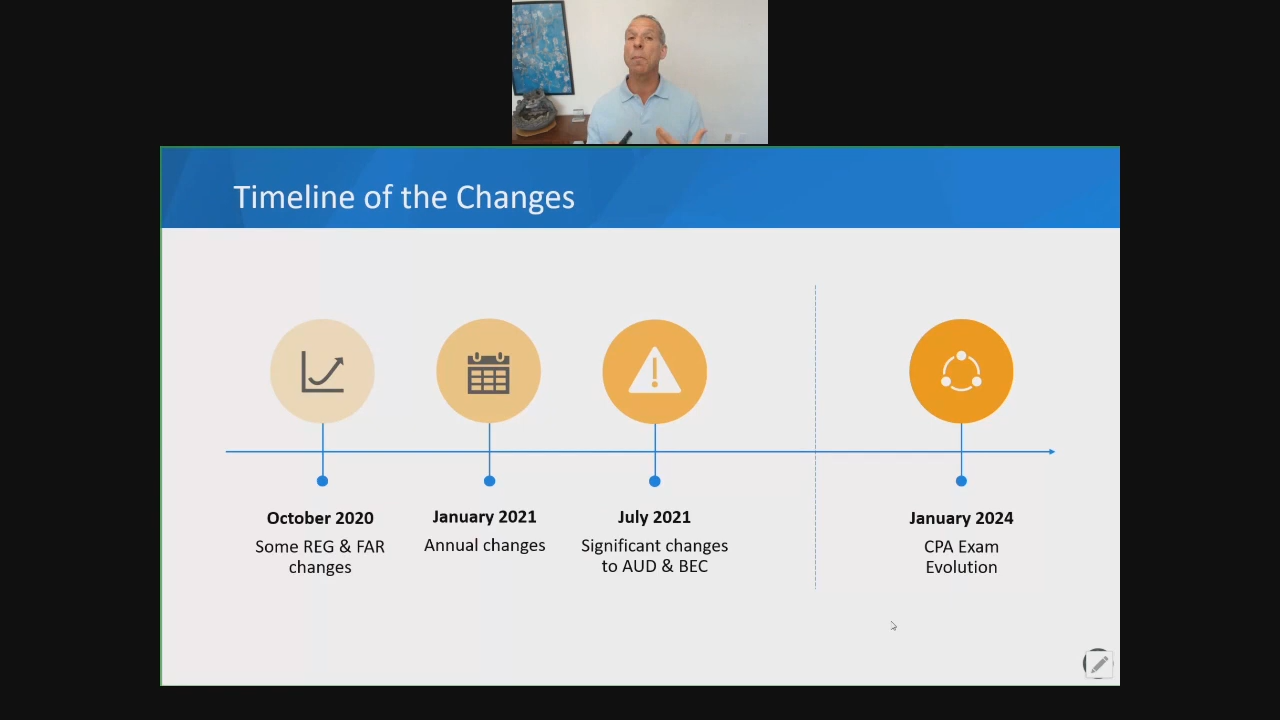 Timeline of the Changes
October 2020
Some REG & FAR
changes
January 2021
Annual changes
July 2021
Significant changes
to AUD & BEC
January 2024
CPA Exam
Evolution